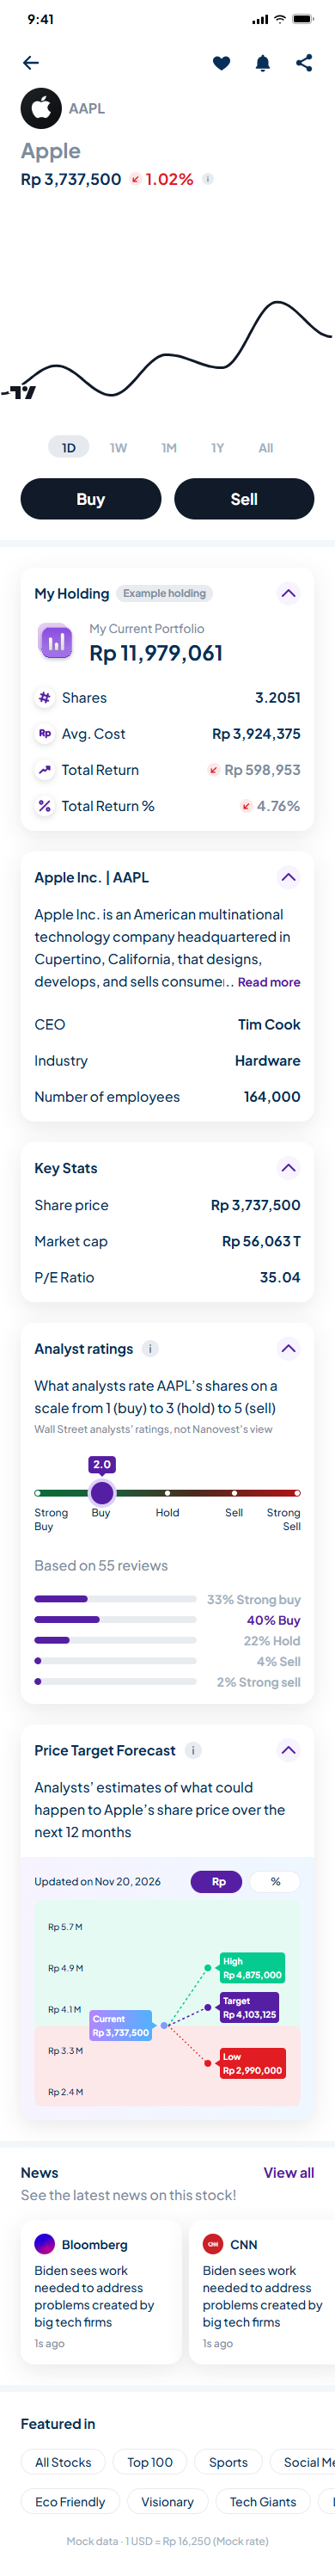 9:41
AAPL
Apple
Rp 3,737,500 1.02%
1D 1W 1M 1Y All
Buy Sell
My Holding Example holding
My Current Portfolio
Rp 11,979,061
Shares 3.2051
Rp Avg. Cost Rp 3,924,375
Total Return Rp 598,953
Total Return % 4.76%
Apple Inc. | AAPL
Apple Inc. is an American multinational
technology company headquartered in
Cupertino, California, that designs,
develops, and sells consume... Read more
CEO Tim Cook
Industry Hardware
Number of employees 164,000
Key Stats
Share price Rp 3,737,500
Market cap Rp 56,063 T
P/E Ratio 35.04
Analyst ratings
What analysts rate AAPL's shares on a
scale from 1 (buy) to 3 (hold) to 5 (sell)
Wall Street analysts' ratings, not Nanovest's view
2.0
Strong Buy Hold Sell Strong
Buy Sell
Based on 55 reviews
33% Strong buy
40% Buy
22% Hold
4% Sell
2% Strong sell
Price Target Forecast
Analysts' estimates of what could
happen to Apple's share price over the
next 12 months
Updated on Nov 20, 2026 Rp %
Rp 5.7 M
High
Rp 4.9 M
Rp 4,875,000
Target
Rp 4.1 M
Rp 4,103,125
Current
Rp 3,737,500
Rp 3.3 M
Low
Rp 2,990,000
Rp 2.4 M
News View all
See the latest news on this stock!
Bloomberg
Biden sees work
needed to address
problems created by
big tech firms
1s ago
CNN CNN
Biden sees work
needed to address
problems created by
big tech firms
1s ago
Featured in
All Stocks Top 100 Sports Social Me
Eco Friendly Visionary Tech Giants
Mock data · 1 USD = Rp 16,250 (Mock rate)